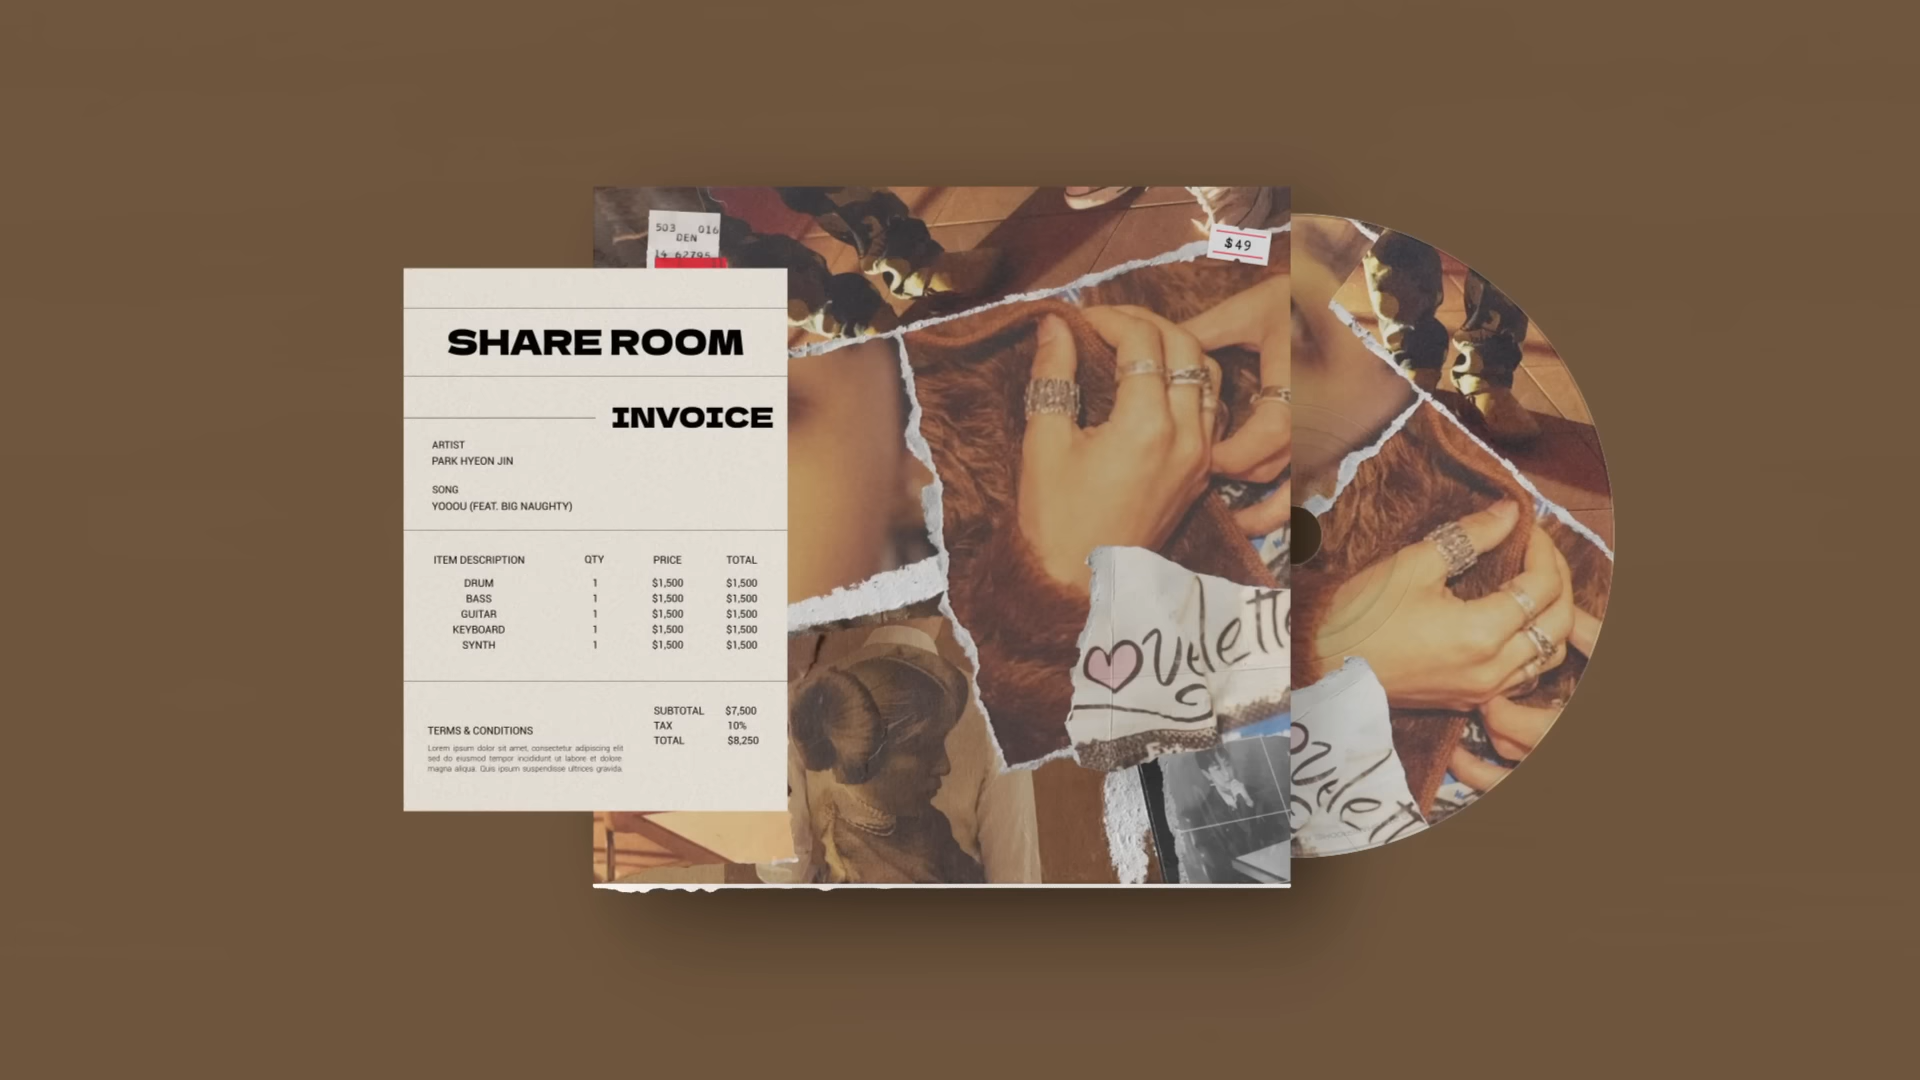 503 016
DEN
14 62795
$49
SHARE ROOM
INVOICE
ARTIST
PARK HYEON JIN
SONG
YOOOU (FEAT. BIG NAUGHTY)
ITEM DESCRIPTION QTY PRICE TOTAL
DRUM 1 $1,500 $1,500
BASS 1 $1,500 $1,500
GUITAR 1 $1,500 $1,500
KEYBOARD 1 $1,500 $1,500
SYNTH 1 $1,500 $1,500
SUBTOTAL $7,500
TAX 10%
TOTAL $8,250
TERMS & CONDITIONS
Lorem ipsum dolor sit amet, consectetur adipiscing elit
sed do eiusmod tempor incididunt ut labore et dolore
magna aliqua. Quis ipsum suspendisse ultrices gravida.